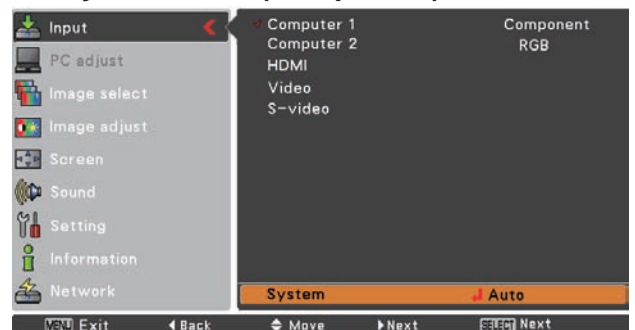 Input
PC adjust
Image select
Image adjust
Screen
Sound
Setting
Information
Network
Computer 1 Component
Computer 2 RGB
HDMI
Video
S-video
System Auto
MENU Exit Back Move Next SELECT Next